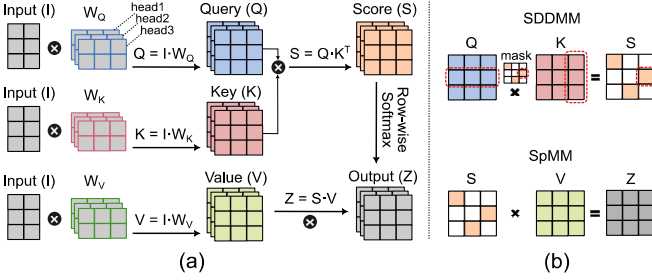 Input (I)
W_Q
head1
head2
head3
Q = I·W_Q
Query (Q)
S = Q·K^T
Score (S)
Input (I)
W_K
K = I·W_K
Key (K)
Row-wise
Softmax
Input (I)
W_V
V = I·W_V
Value (V)
Z = S·V
Output (Z)
(a)
SDDMM
Q
mask
K
S
=
SpMM
S
V
Z
=
(b)